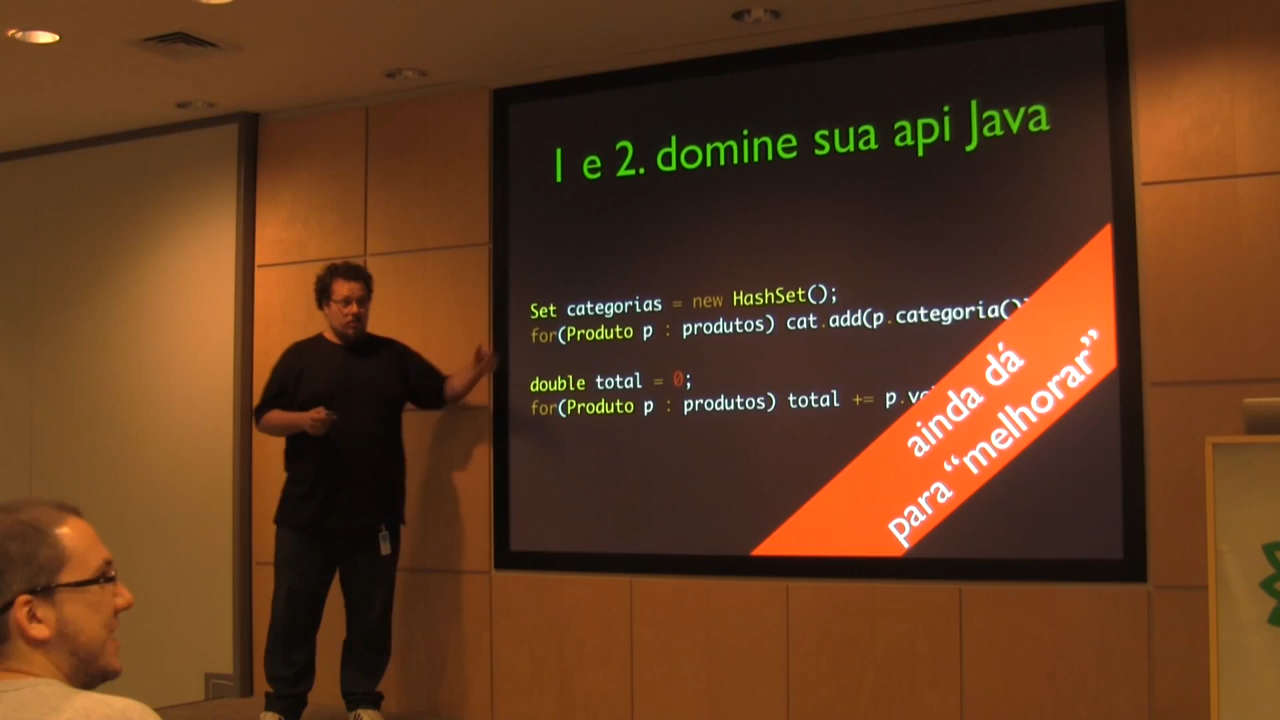 1 e 2. domine sua api Java
Set categorias = new HashSet();
for(Produto p : produtos) cat.add(p.categoria()
double total = 0;
for(Produto p : produtos) total += p.
ainda dá
para “melhorar”